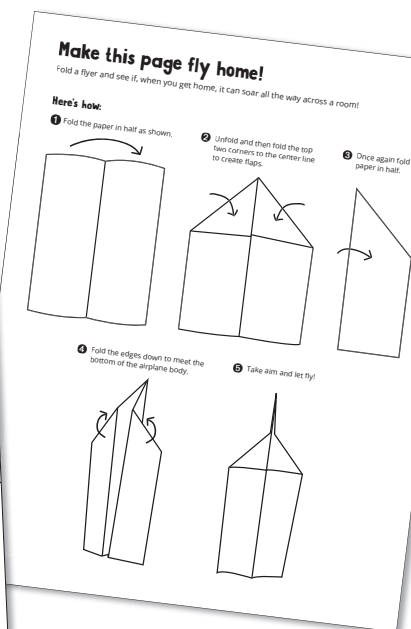 Make this page fly home!
Fold a flyer and see if, when you get home, it can soar all the way across a room!
Here's how:
1 Fold the paper in half as shown.
2 Unfold and then fold the top
two corners to the center line
to create flaps.
3 Once again fold
paper in half.
4 Fold the edges down to meet the
bottom of the airplane body.
5 Take aim and let fly!